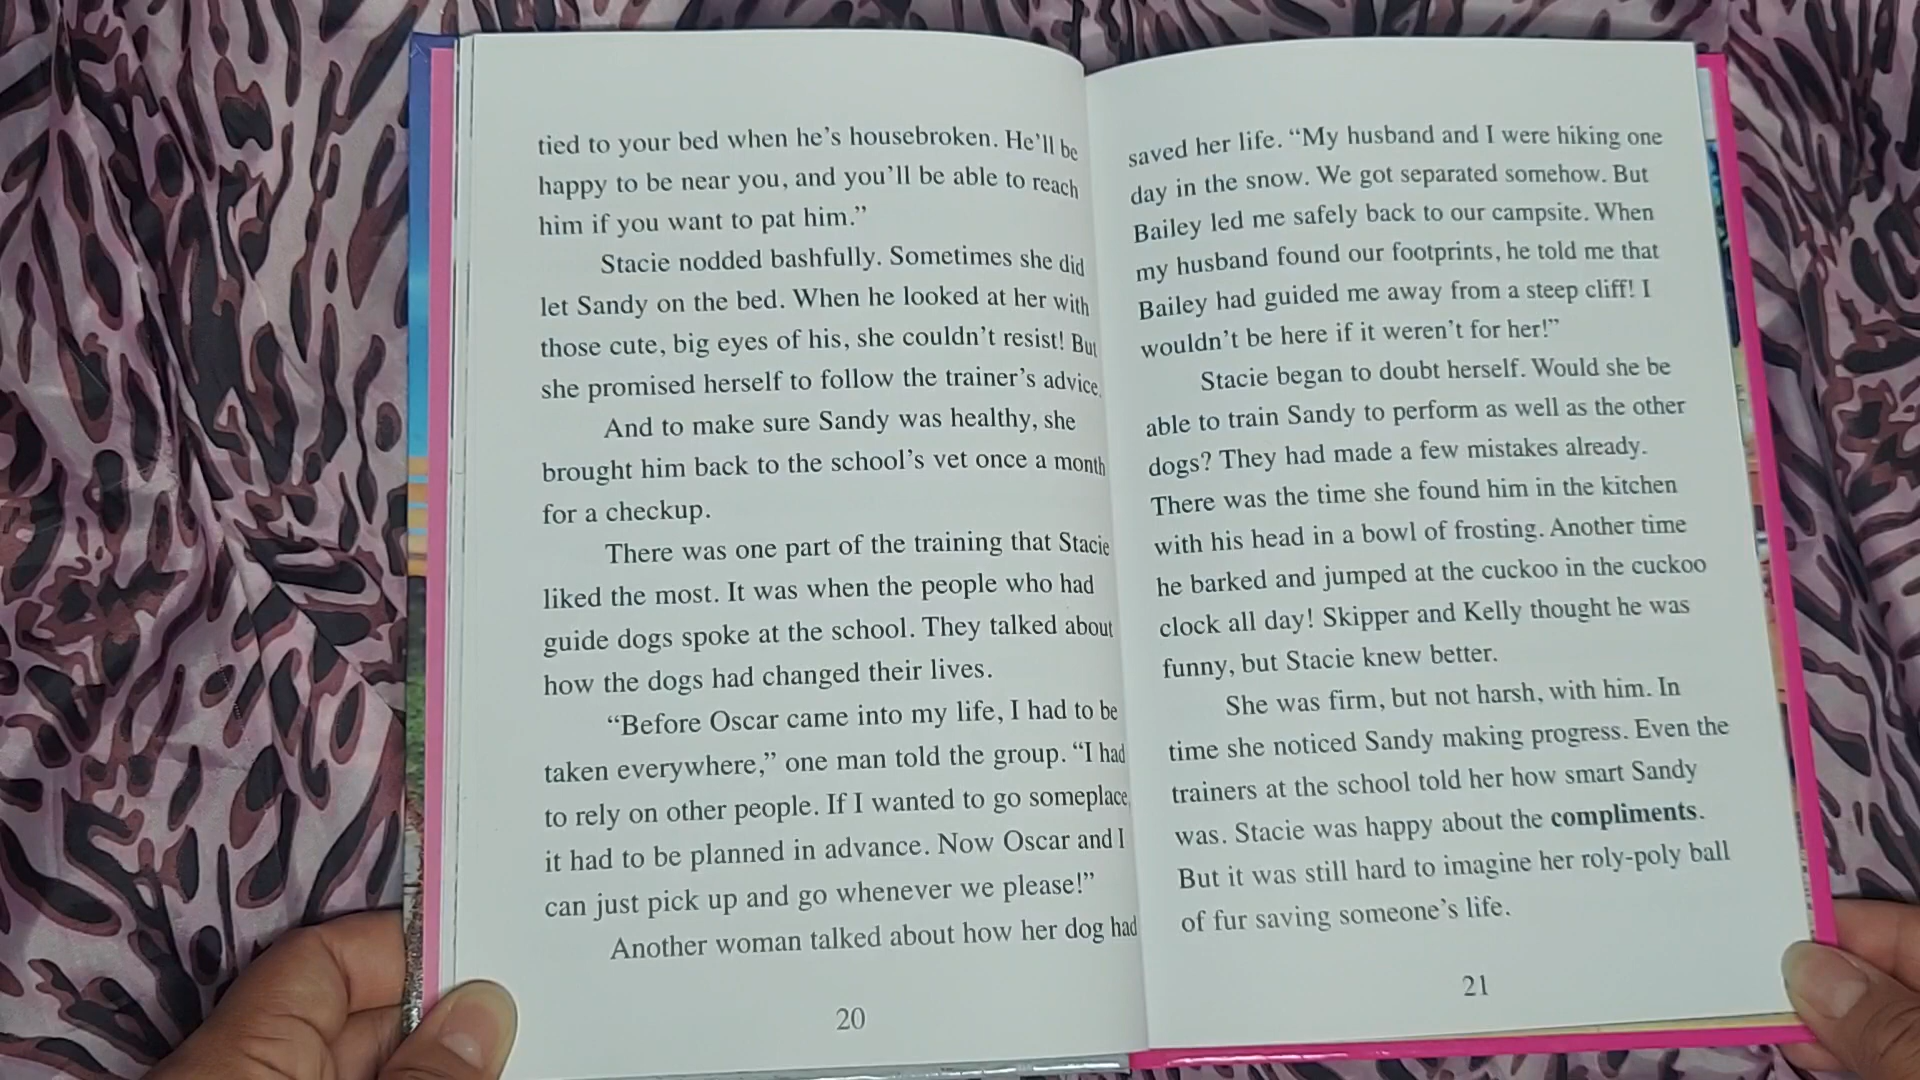 tied to your bed when he's housebroken. He'll be
happy to be near you, and you'll be able to reach
him if you want to pat him.”
Stacie nodded bashfully. Sometimes she did
let Sandy on the bed. When he looked at her with
those cute, big eyes of his, she couldn't resist! But
she promised herself to follow the trainer's advice.
And to make sure Sandy was healthy, she
brought him back to the school's vet once a month
for a checkup.
There was one part of the training that Stacie
liked the most. It was when the people who had
guide dogs spoke at the school. They talked about
how the dogs had changed their lives.
“Before Oscar came into my life, I had to be
taken everywhere,” one man told the group. “I had
to rely on other people. If I wanted to go someplace
it had to be planned in advance. Now Oscar and I
can just pick up and go whenever we please!”
Another woman talked about how her dog had
20
saved her life. “My husband and I were hiking one
day in the snow. We got separated somehow. But
Bailey led me safely back to our campsite. When
my husband found our footprints, he told me that
Bailey had guided me away from a steep cliff! I
wouldn't be here if it weren't for her!”
Stacie began to doubt herself. Would she be
able to train Sandy to perform as well as the other
dogs? They had made a few mistakes already.
There was the time she found him in the kitchen
with his head in a bowl of frosting. Another time
he barked and jumped at the cuckoo in the cuckoo
clock all day! Skipper and Kelly thought he was
funny, but Stacie knew better.
She was firm, but not harsh, with him. In
time she noticed Sandy making progress. Even the
trainers at the school told her how smart Sandy
was. Stacie was happy about the compliments.
But it was still hard to imagine her roly-poly ball
of fur saving someone's life.
21